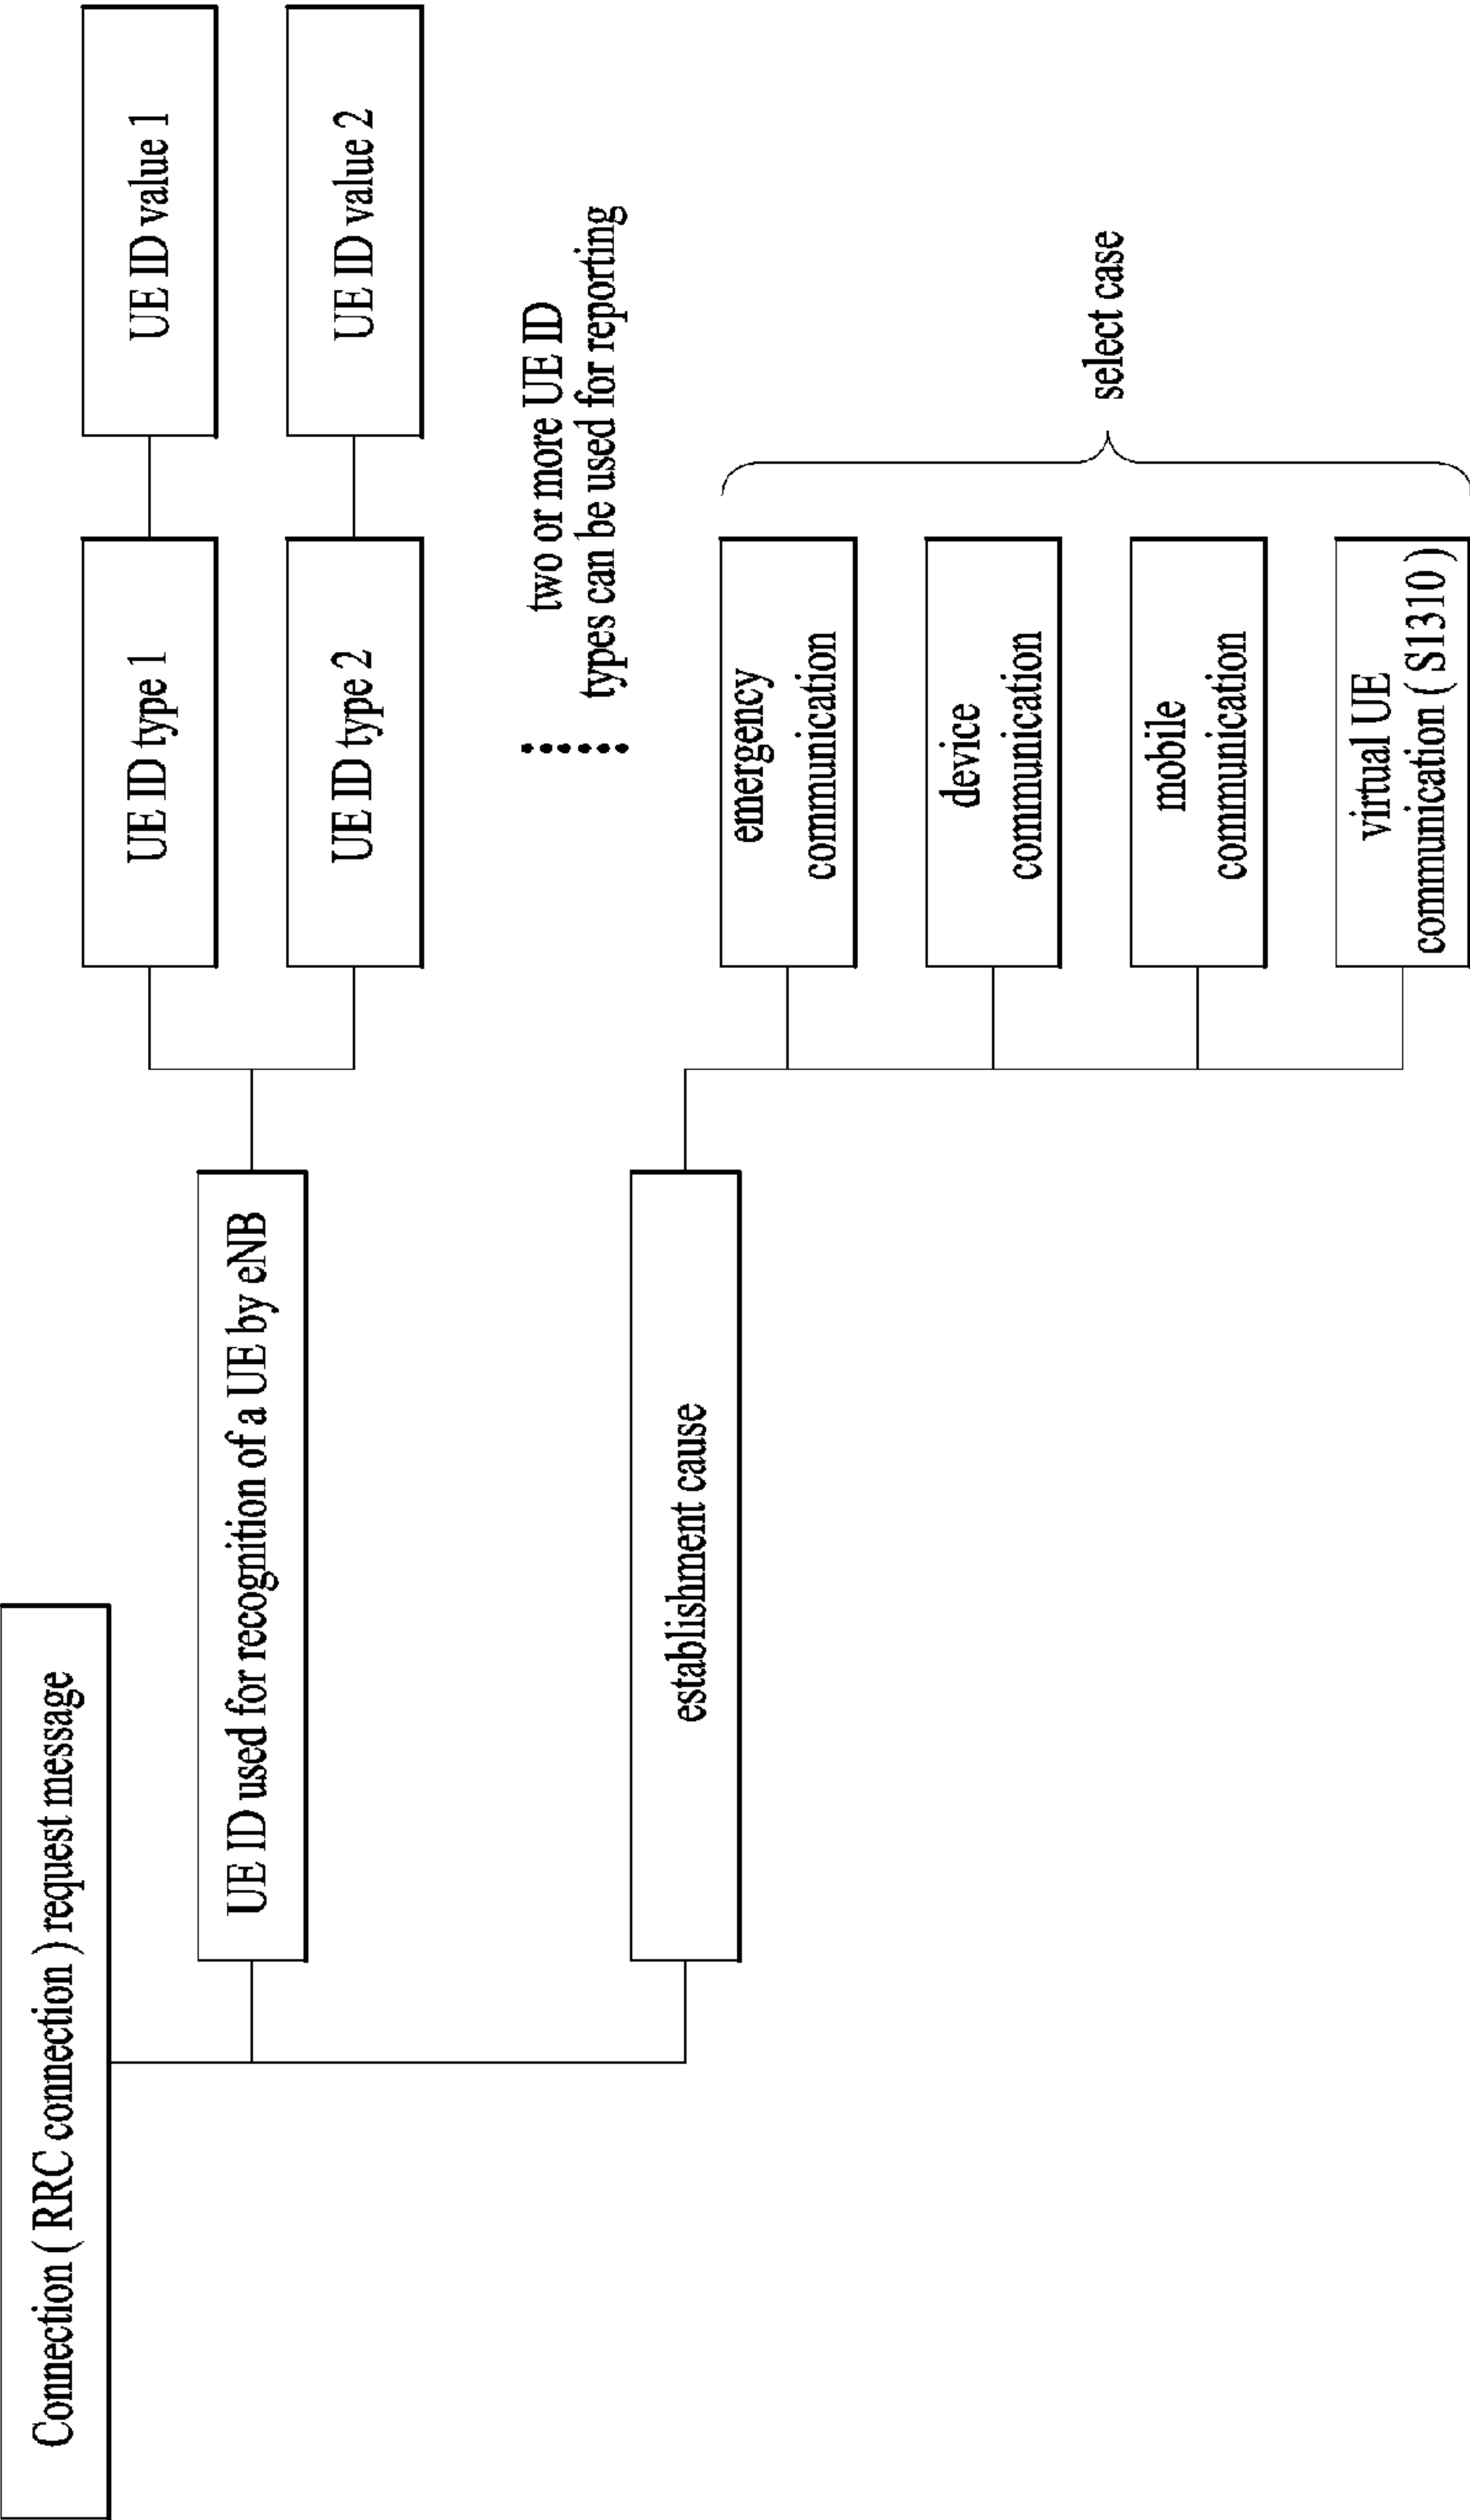 Connection ( RRC connection ) request message
UE ID used for recognition of a UE by eNB
UE ID type 1
UE ID value 1
UE ID type 2
UE ID value 2
two or more UE ID
types can be used for reporting
establishment cause
emergency
communication
device
communication
mobile
communication
virtual UE
communication ( S1310 )
select case